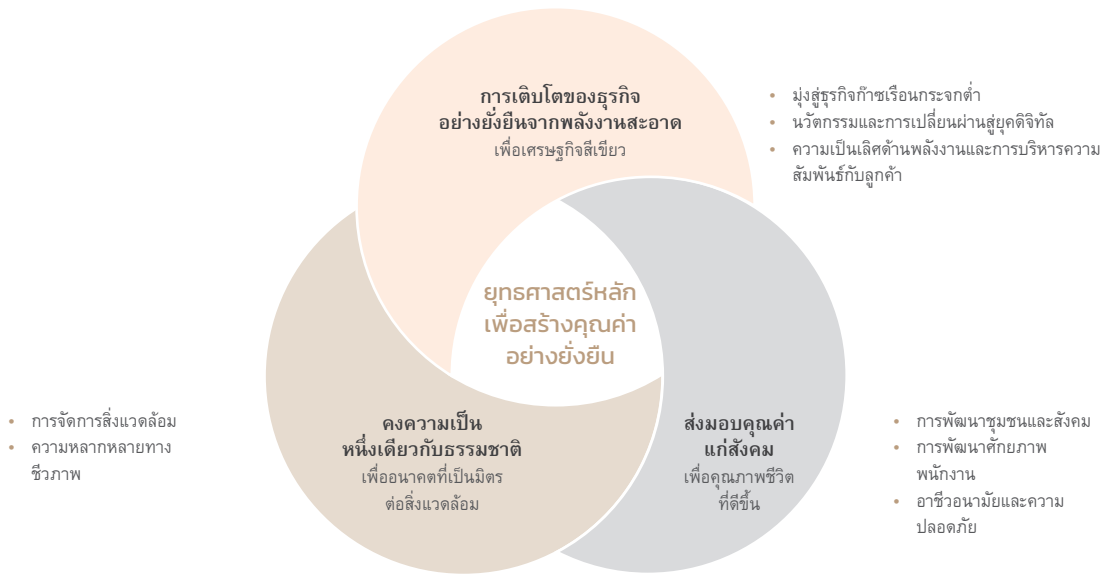 การเติบโตของธุรกิจ
อย่างยั่งยืนจากพลังงานสะอาด
เพื่อเศรษฐกิจสีเขียว
• มุ่งสู่ธุรกิจก๊าซเรือนกระจกต่ำ
• นวัตกรรมและการเปลี่ยนผ่านสู่ยุคดิจิทัล
• ความเป็นเลิศด้านพลังงานและการบริหารความ
สัมพันธ์กับลูกค้า
ยุทธศาสตร์หลัก
เพื่อสร้างคุณค่า
อย่างยั่งยืน
• การจัดการสิ่งแวดล้อม
• ความหลากหลายทาง
ชีวภาพ
คงความเป็น
หนึ่งเดียวกับธรรมชาติ
เพื่ออนาคตที่เป็นมิตร
ต่อสิ่งแวดล้อม
ส่งมอบคุณค่า
แก่สังคม
เพื่อคุณภาพชีวิต
ที่ดีขึ้น
• การพัฒนาชุมชนและสังคม
• การพัฒนาศักยภาพ
พนักงาน
• อาชีวอนามัยและความ
ปลอดภัย